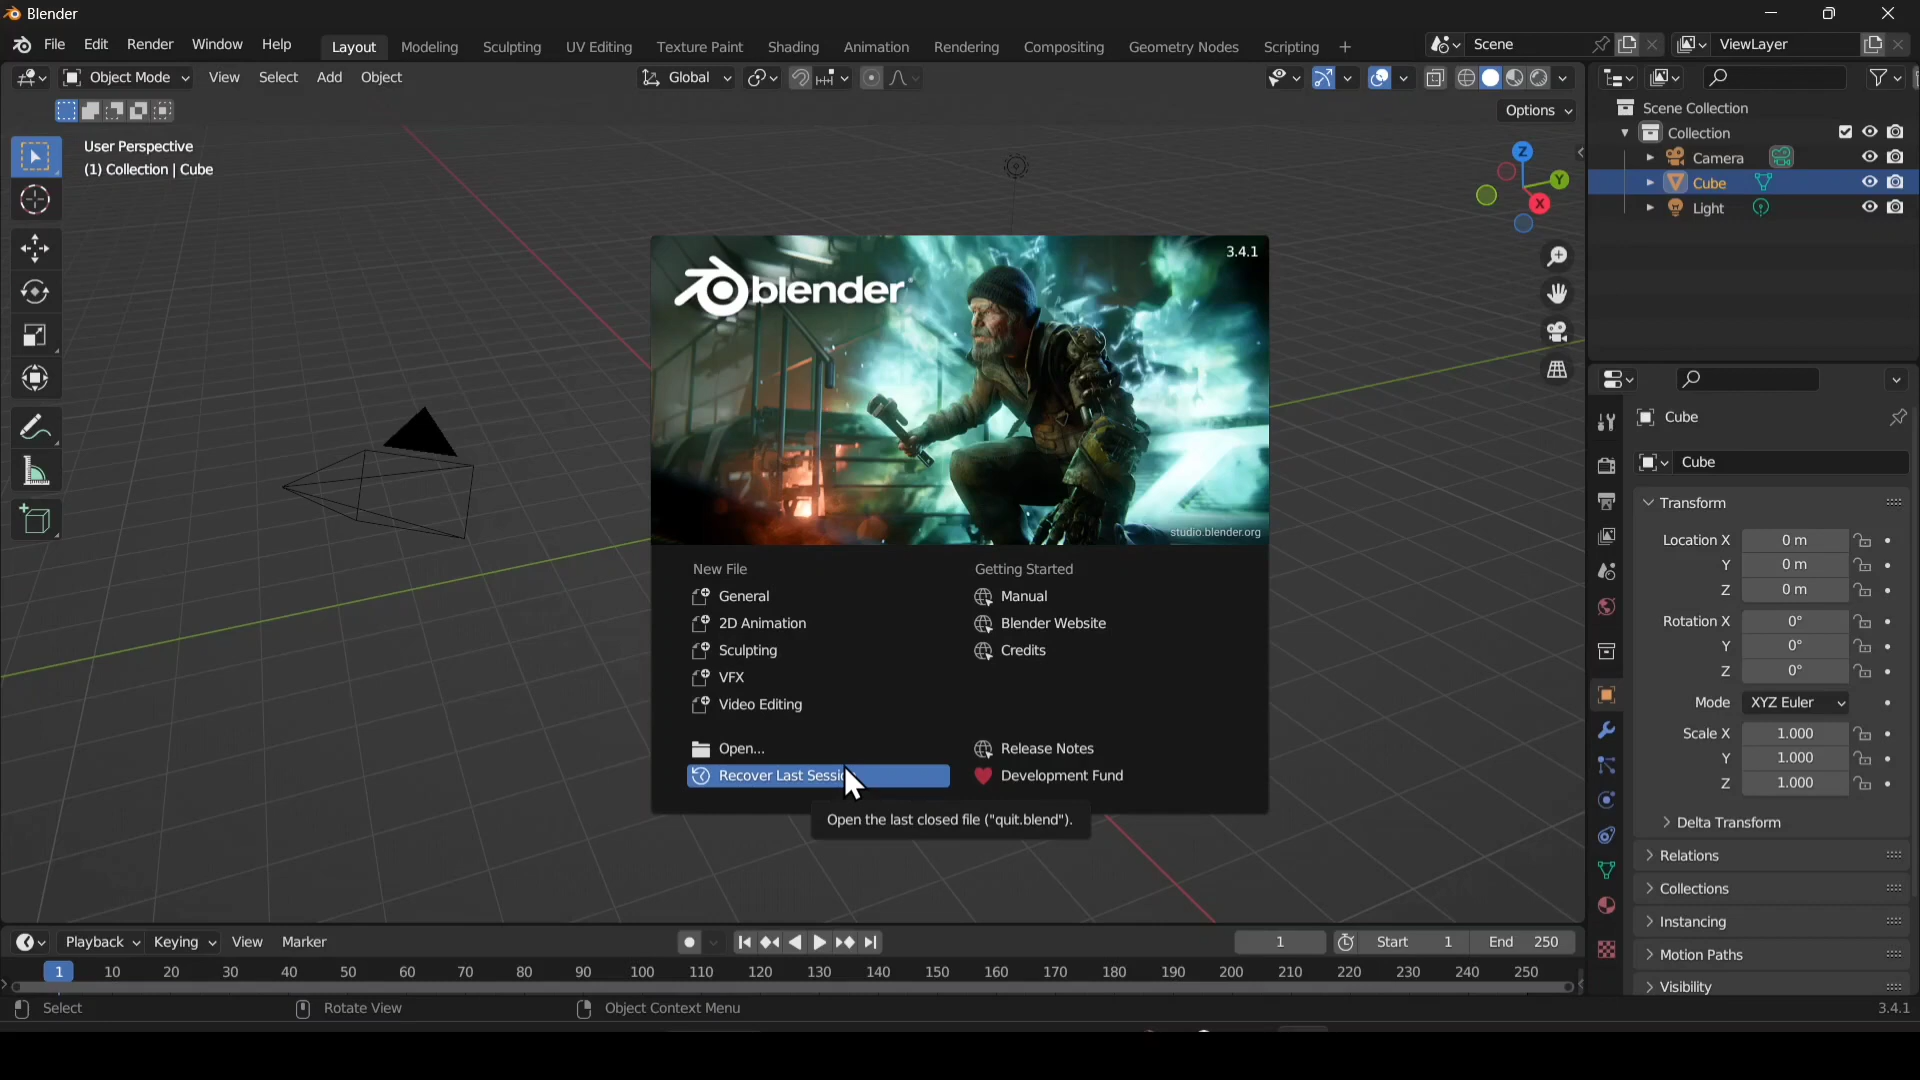 Blender
File Edit Render Window Help Layout Modeling Sculpting UV Editing Texture Paint Shading Animation Rendering Compositing Geometry Nodes Scripting + Scene ViewLayer
Object Mode View Select Add Object Global
Options
User Perspective
(1) Collection | Cube
Z
Y
X
Scene Collection
Collection
Camera
Cube
Light
blender
3.4.1
studio.blender.org
New File
General
2D Animation
Sculpting
VFX
Video Editing
Open...
Recover Last Sessi
Getting Started
Manual
Blender Website
Credits
Release Notes
Development Fund
Open the last closed file ("quit.blend").
Cube
Cube
Transform
Location X 0 m
Y 0 m
Z 0 m
Rotation X 0°
Y 0°
Z 0°
Mode XYZ Euler
Scale X 1.000
Y 1.000
Z 1.000
Delta Transform
Relations
Collections
Instancing
Motion Paths
Visibility
Playback Keying View Marker 1 Start 1 End 250
1 10 20 30 40 50 60 70 80 90 100 110 120 130 140 150 160 170 180 190 200 210 220 230 240 250
Select Rotate View Object Context Menu 3.4.1